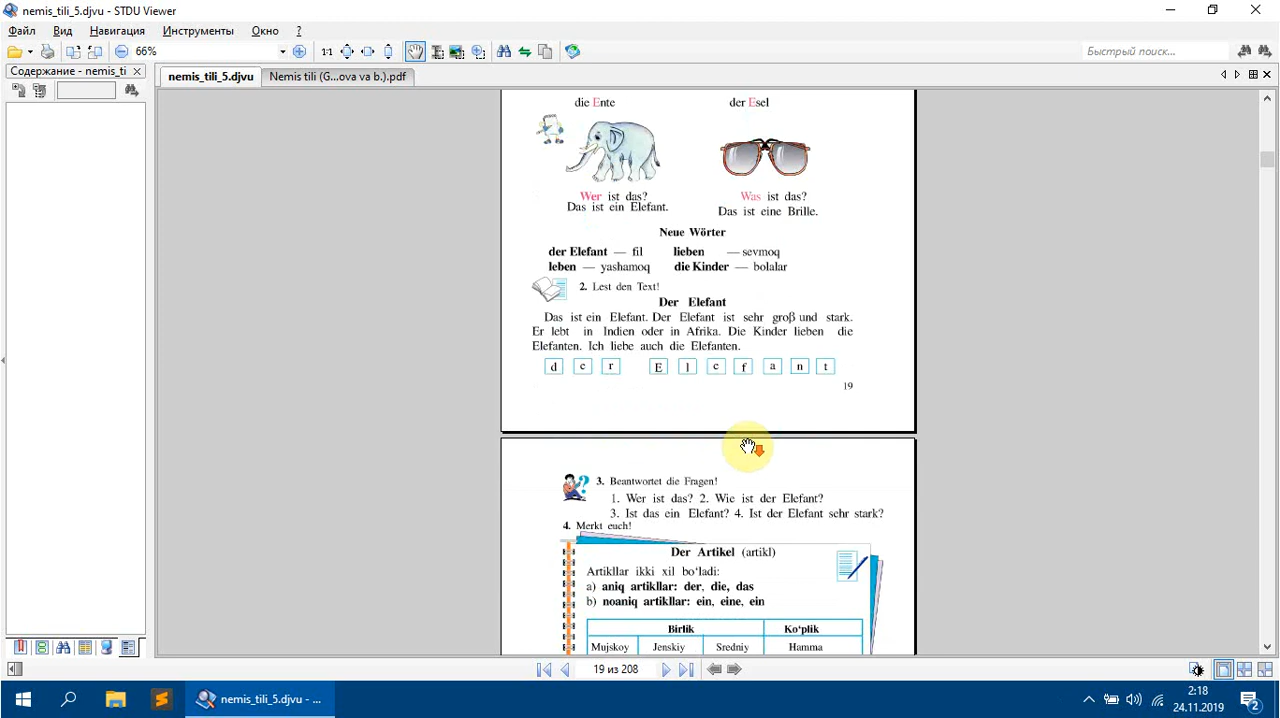 nemis_tili_5.djvu - STDU Viewer
Файл Вид Навигация Инструменты Окно ?
66%
1:1
Быстрый поиск...
Содержание - nemis_ti
nemis_tili_5.djvu
Nemis tili (G...ova va b.).pdf
die Ente der Esel
Wer ist das? Was ist das?
Das ist ein Elefant. Das ist eine Brille.
Neue Wörter
der Elefant — fil lieben — sevmoq
leben — yashamoq die Kinder — bolalar
2. Lest den Text!
Der Elefant
Das ist ein Elefant. Der Elefant ist sehr groβ und stark.
Er lebt in Indien oder in Afrika. Die Kinder lieben die
Elefanten. Ich liebe auch die Elefanten.
d e r E l e f a n t
19
3. Beantwortet die Fragen!
1. Wer ist das? 2. Wie ist der Elefant?
3. Ist das ein Elefant? 4. Ist der Elefant sehr stark?
4. Merkt euch!
Der Artikel (artikl)
Artikllar ikki xil bo‘ladi:
a) aniq artikllar: der, die, das
b) noaniq artikllar: ein, eine, ein
Birlik Ko‘plik
Mujskoy Jenskiy Sredniy Hamma
19 из 208
nemis_tili_5.djvu - ...
2:18
24.11.2019
2